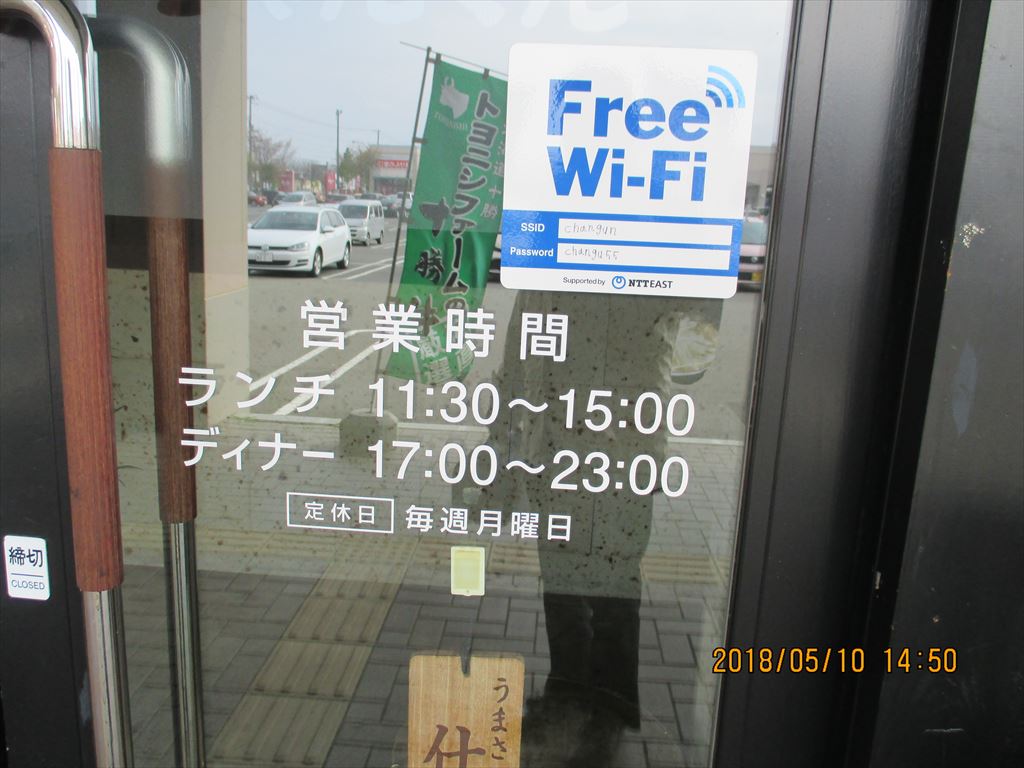 Free
Wi-Fi
SSID changun
Password changu55
Supported by NTT EAST
トヨニシファーム
営業時間
ランチ 11:30～15:00
ディナー 17:00～23:00
定休日 毎週月曜日
締切
CLOSED
うまさ
仕
2018/05/10 14:50